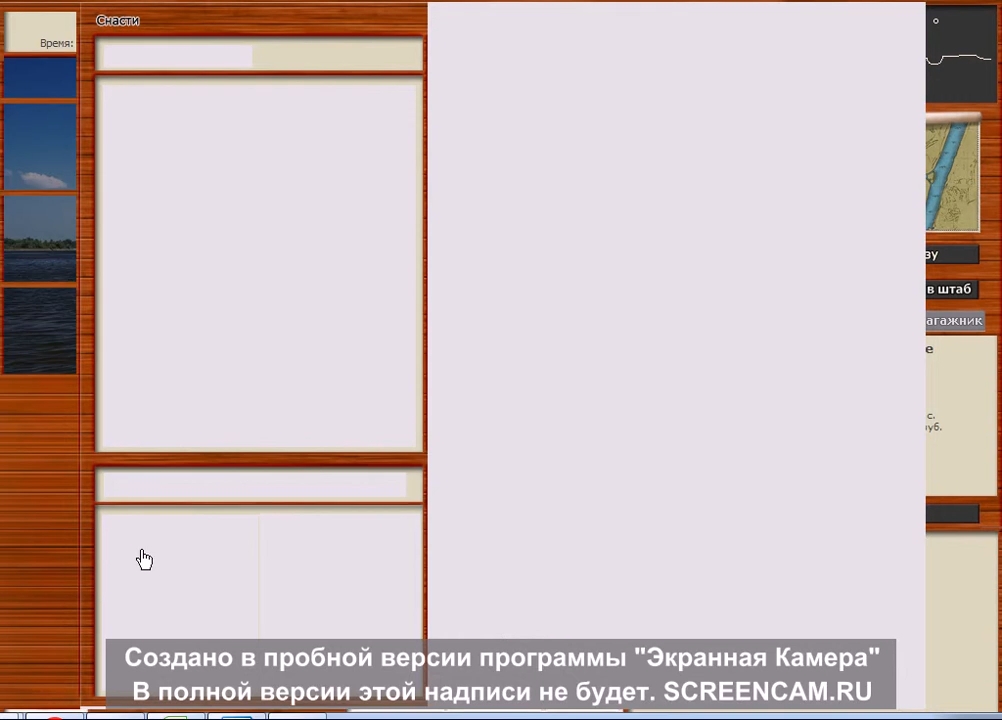 Снасти
Время:
зу
в штаб
агажник
е
с.
уб.
Создано в пробной версии программы "Экранная Камера"
В полной версии этой надписи не будет. SCREENCAM.RU